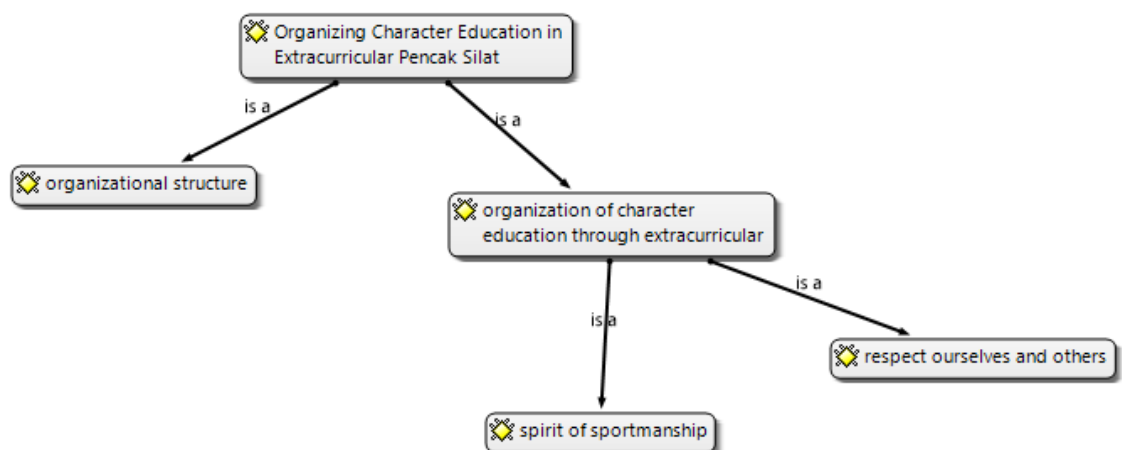 Organizing Character Education in
Extracurricular Pencak Silat
is a
is a
organizational structure
organization of character
education through extracurricular
is a
is a
respect ourselves and others
spirit of sportmanship